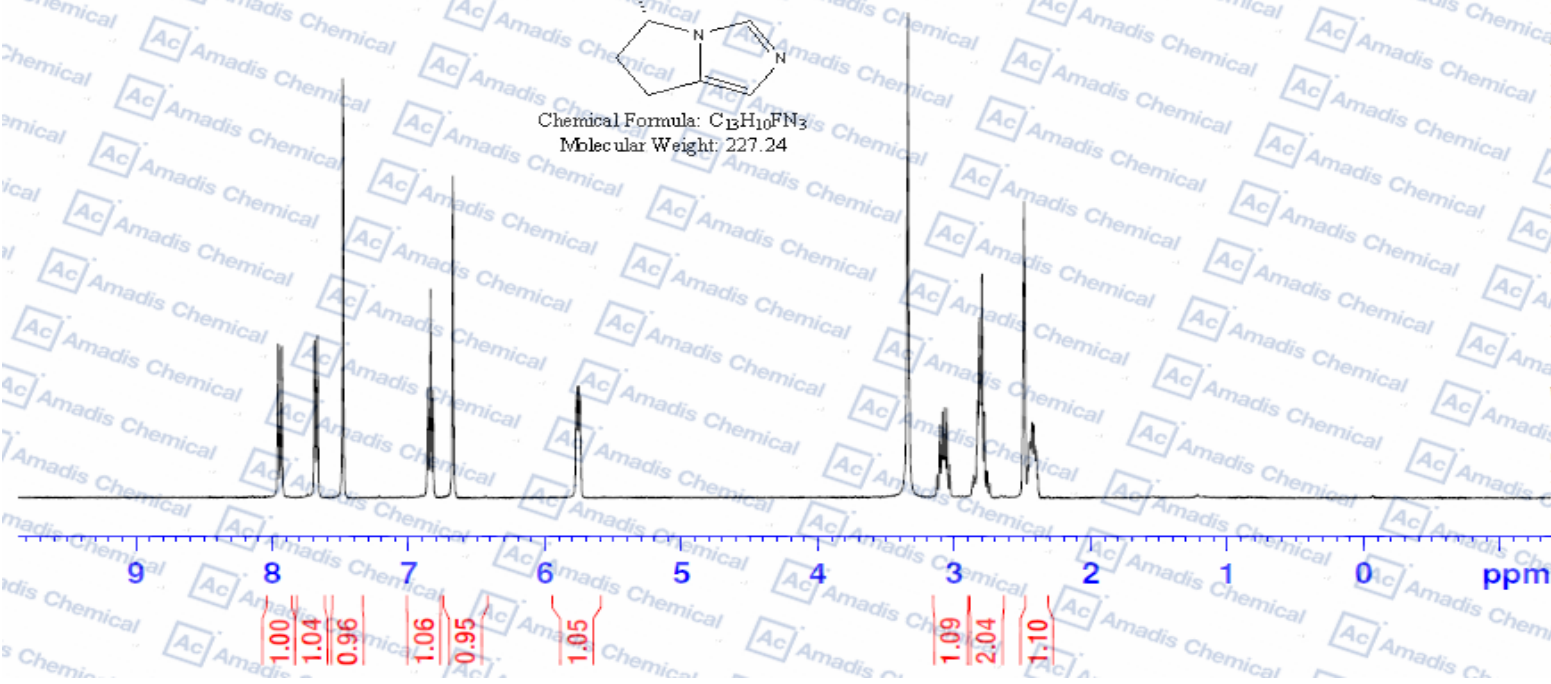 N
N
Chemical Formula: C₁₃H₁₀FN₃
Molecular Weight: 227.24
9 8 7 6 5 4 3 2 1 0 ppm
1.00 1.04 0.96 1.06 0.95 1.05 1.09 2.04 1.10
Ac Amadis Chemical